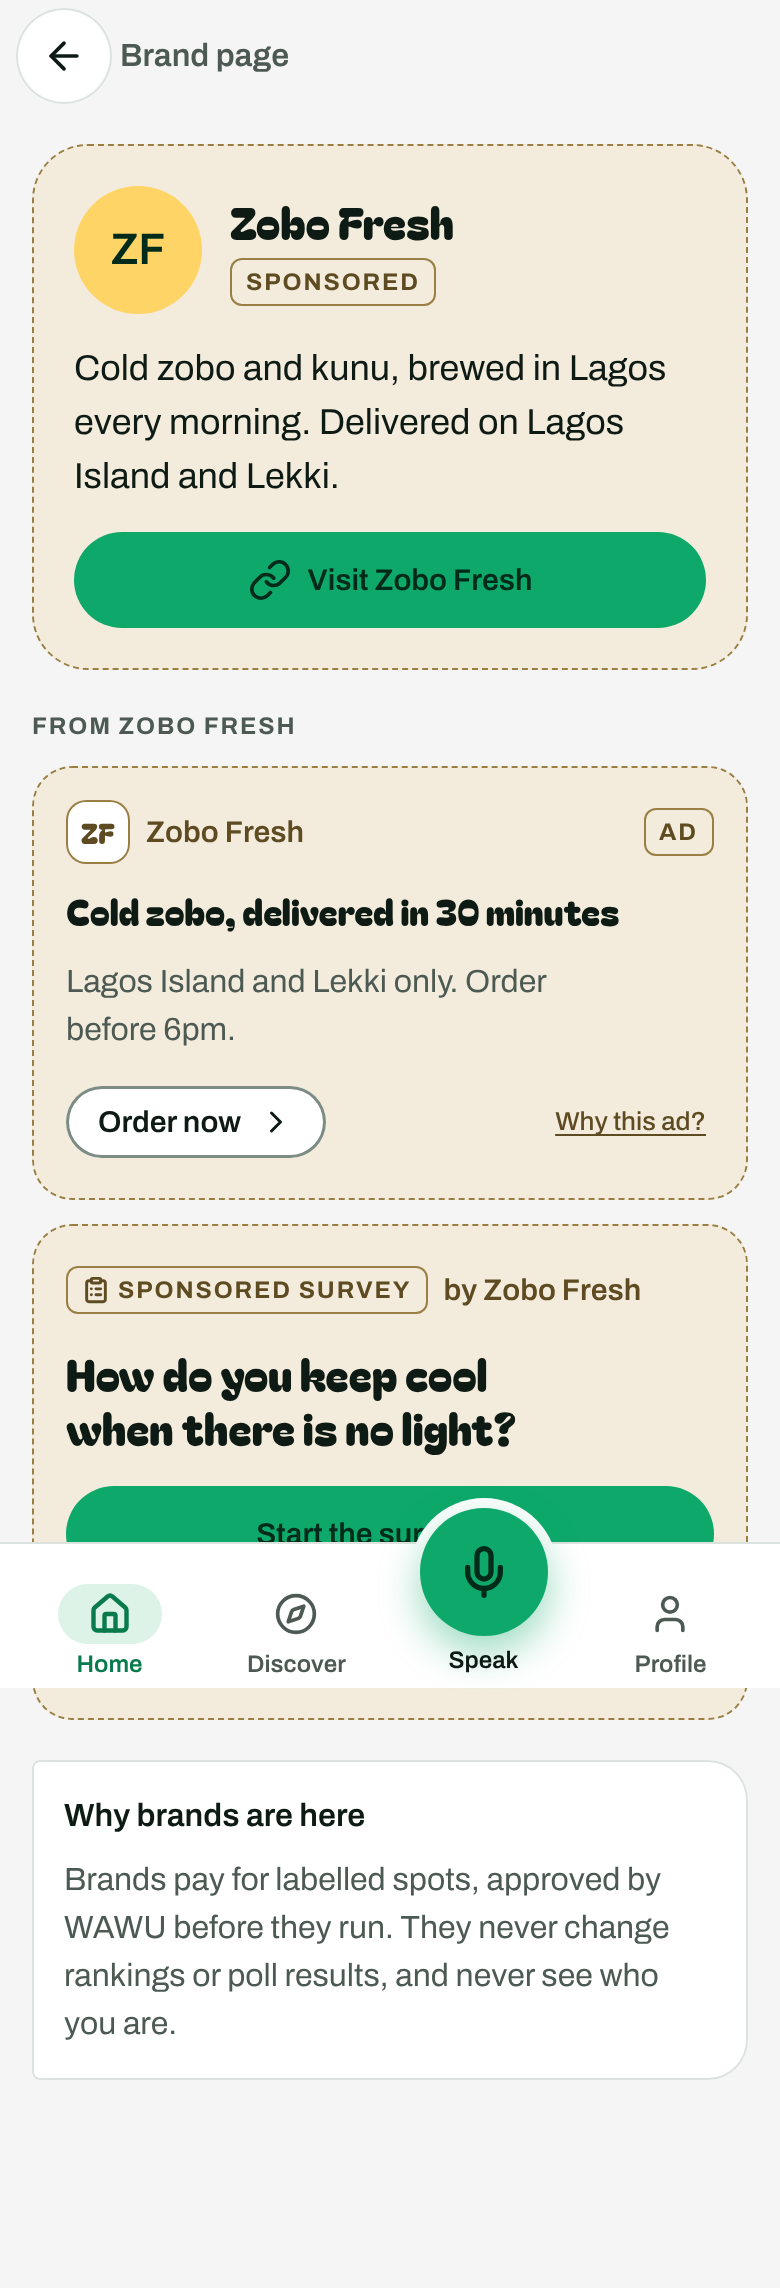 Brand page
ZF
Zobo Fresh
SPONSORED
Cold zobo and kunu, brewed in Lagos
every morning. Delivered on Lagos
Island and Lekki.
Visit Zobo Fresh
FROM ZOBO FRESH
ZF
Zobo Fresh
AD
Cold zobo, delivered in 30 minutes
Lagos Island and Lekki only. Order
before 6pm.
Order now
Why this ad?
SPONSORED SURVEY
by Zobo Fresh
How do you keep cool
when there is no light?
Start the
Home
Discover
Speak
Profile
Why brands are here
Brands pay for labelled spots, approved by
WAWU before they run. They never change
rankings or poll results, and never see who
you are.